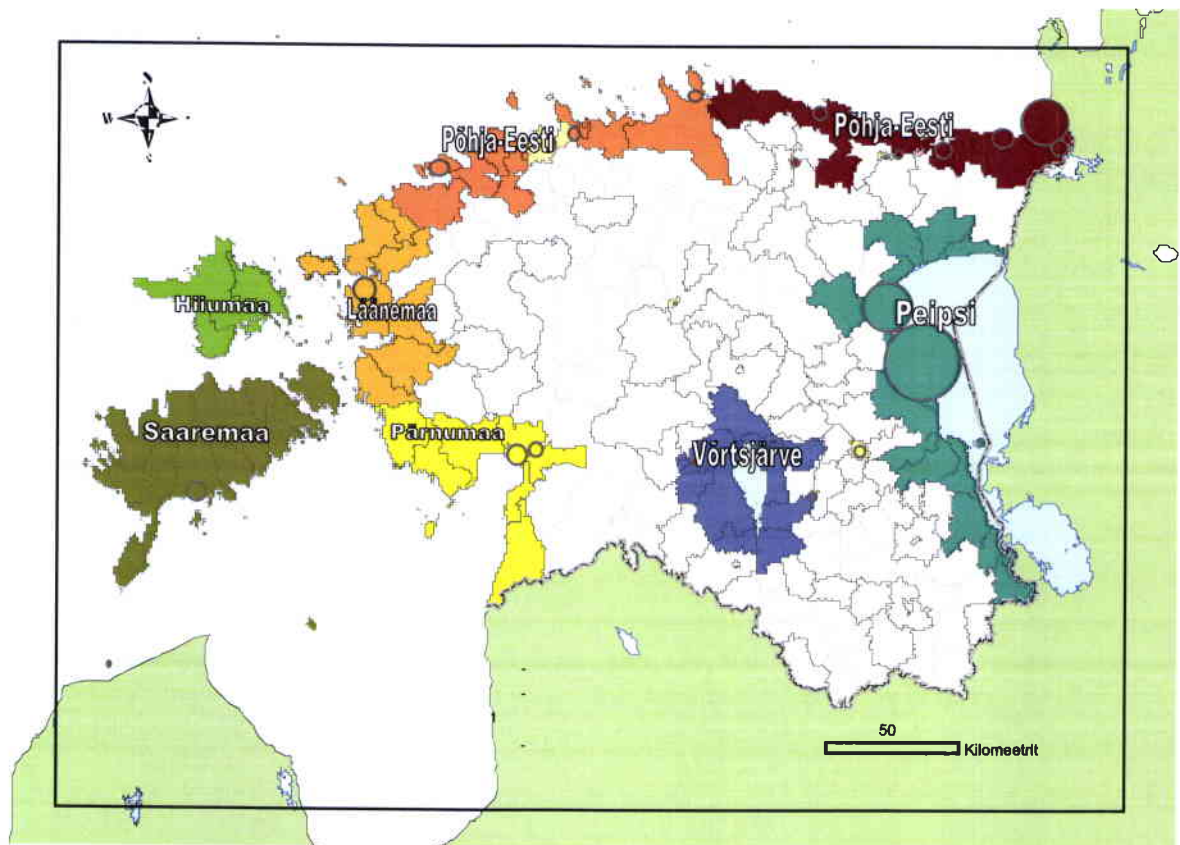 Põhja-Eesti
Põhja-Eesti
W
Hiiumaa
Läänemaa
Peipsi
Saaremaa
Pärnumaa
Võrtsjärve
50
Kilomeetrit